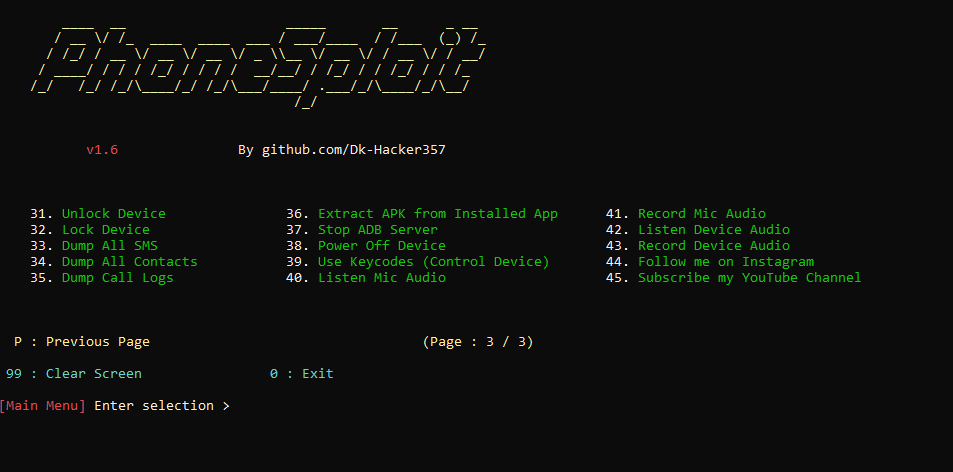 PhoneSploit
v1.6 By github.com/Dk-Hacker357
31. Unlock Device 36. Extract APK from Installed App 41. Record Mic Audio
32. Lock Device 37. Stop ADB Server 42. Listen Device Audio
33. Dump All SMS 38. Power Off Device 43. Record Device Audio
34. Dump All Contacts 39. Use Keycodes (Control Device) 44. Follow me on Instagram
35. Dump Call Logs 40. Listen Mic Audio 45. Subscribe my YouTube Channel
P : Previous Page (Page : 3 / 3)
99 : Clear Screen 0 : Exit
[Main Menu] Enter selection >